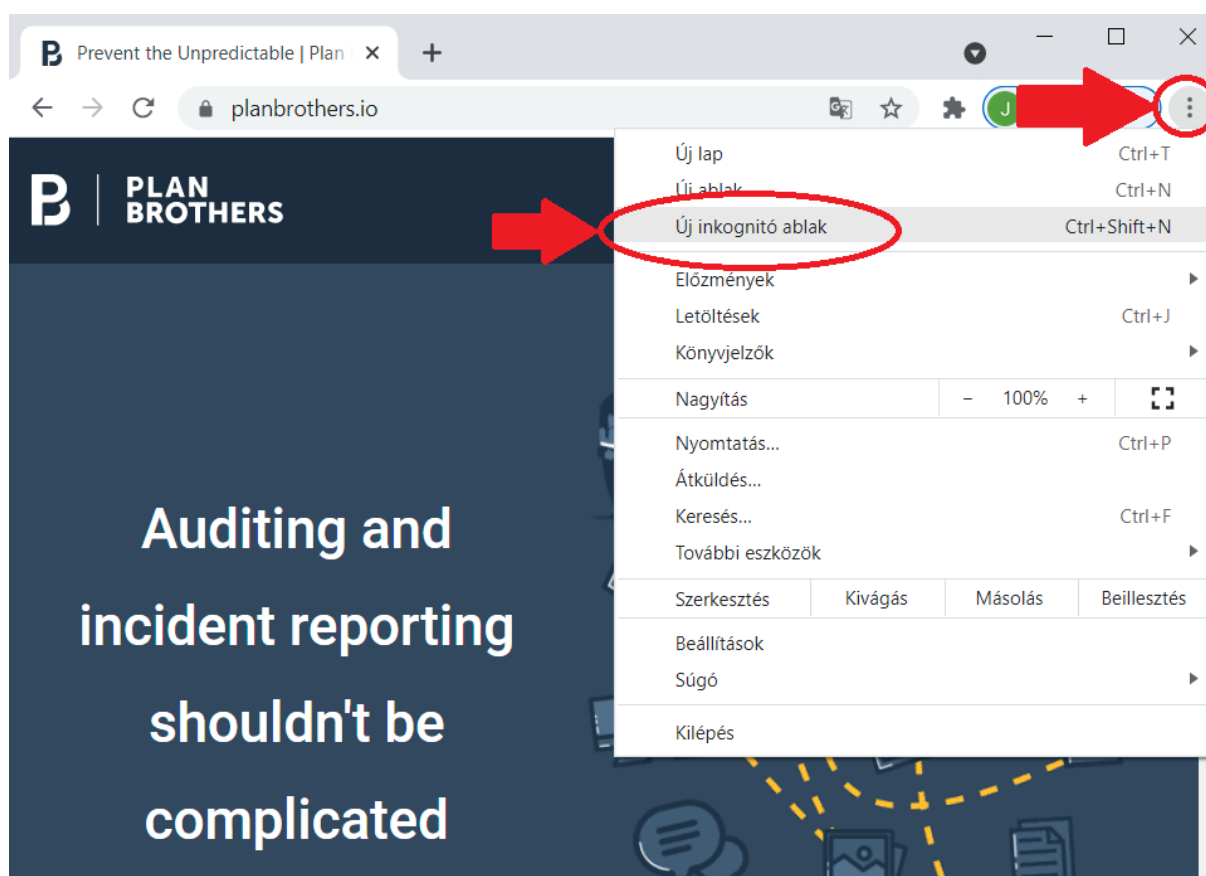 Prevent the Unpredictable | Plan
planbrothers.io
J
PLAN
BROTHERS
Új lap Ctrl+T
Új ablak Ctrl+N
Új inkognitó ablak Ctrl+Shift+N
Előzmények
Letöltések Ctrl+J
Könyvjelzők
Nagyítás − 100% +
Nyomtatás... Ctrl+P
Átküldés...
Keresés... Ctrl+F
További eszközök
Szerkesztés Kivágás Másolás Beillesztés
Beállítások
Súgó
Kilépés
Auditing and
incident reporting
shouldn't be
complicated